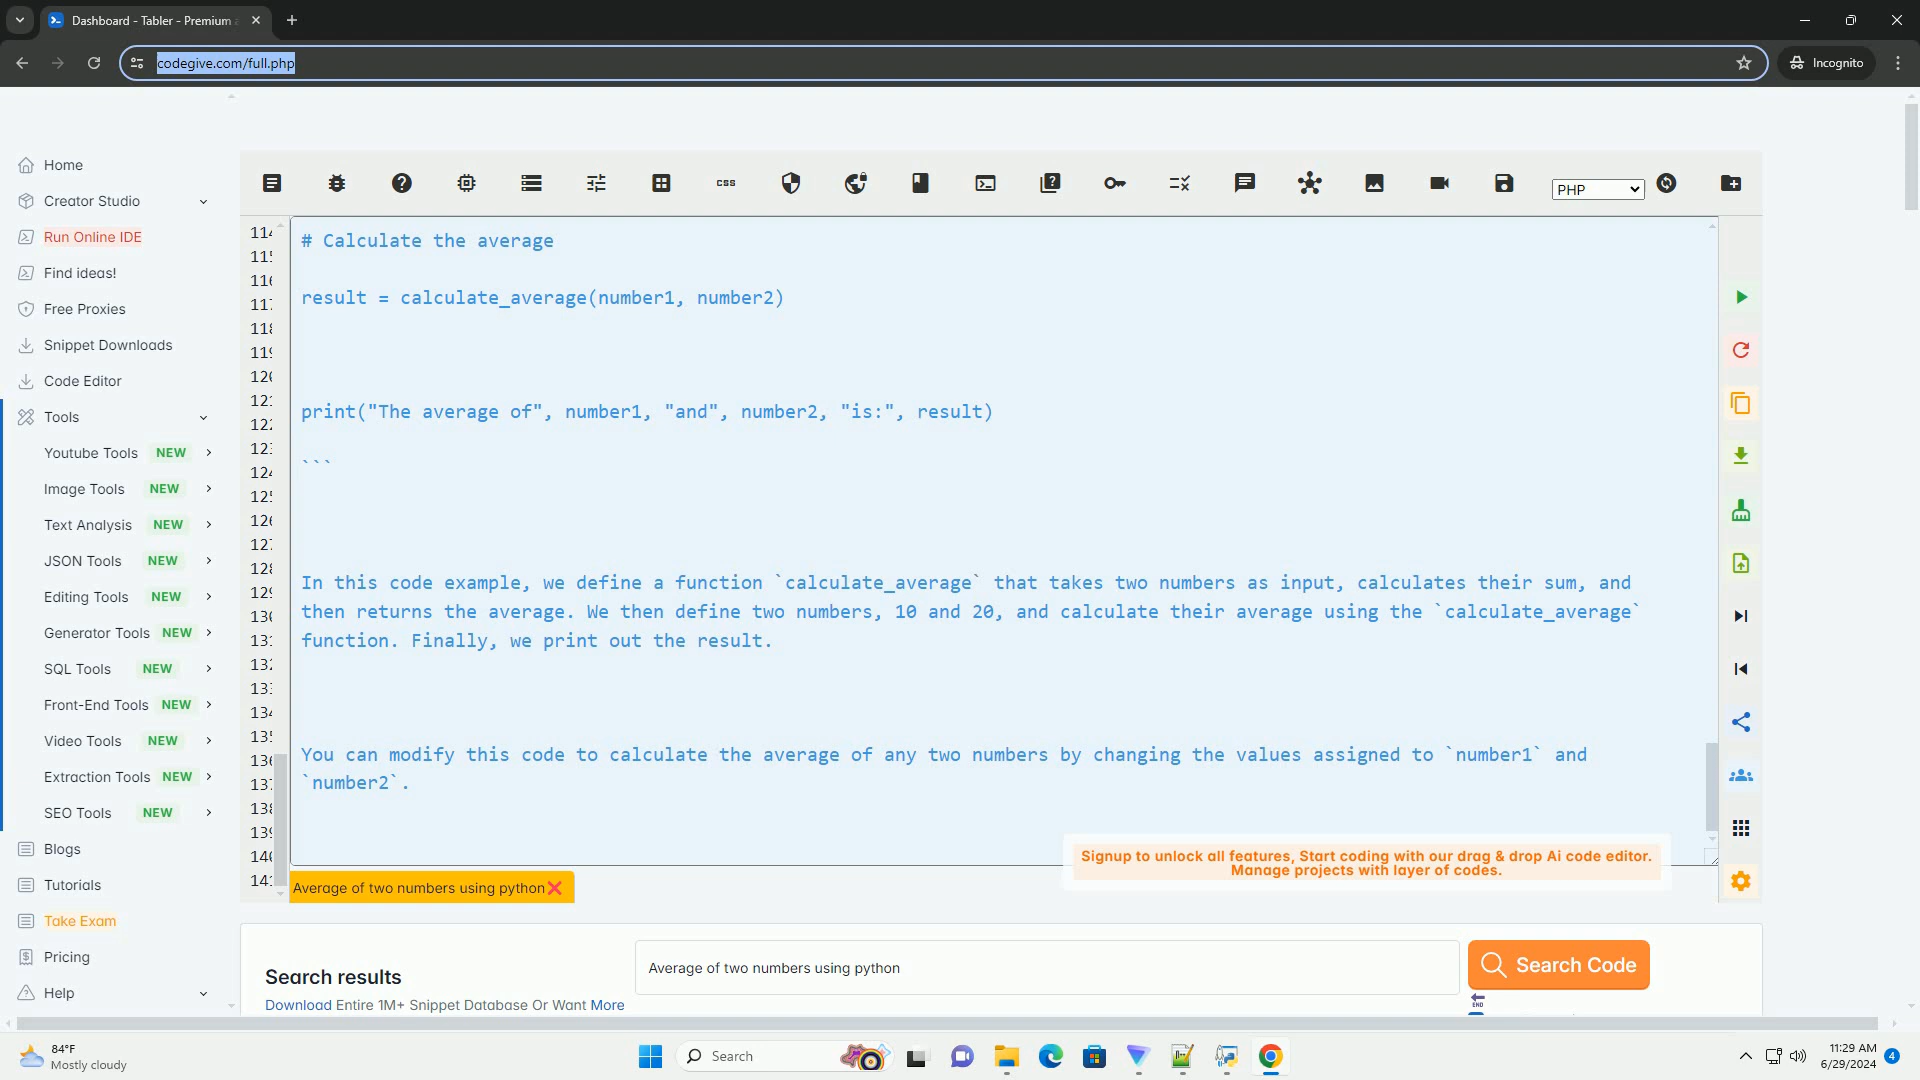 Dashboard - Tabler - Premium
codegive.com/full.php
Incognito
Home
Creator Studio
Run Online IDE
Find ideas!
Free Proxies
Snippet Downloads
Code Editor
Tools
Youtube Tools NEW
Image Tools NEW
Text Analysis NEW
JSON Tools NEW
Editing Tools NEW
Generator Tools NEW
SQL Tools NEW
Front-End Tools NEW
Video Tools NEW
Extraction Tools NEW
SEO Tools NEW
Blogs
Tutorials
Take Exam
Pricing
Help
css
PHP
# Calculate the average
result = calculate_average(number1, number2)
print("The average of", number1, "and", number2, "is:", result)
```
In this code example, we define a function `calculate_average` that takes two numbers as input, calculates their sum, and
then returns the average. We then define two numbers, 10 and 20, and calculate their average using the `calculate_average`
function. Finally, we print out the result.
You can modify this code to calculate the average of any two numbers by changing the values assigned to `number1` and
`number2`.
Signup to unlock all features, Start coding with our drag & drop Ai code editor.
Manage projects with layer of codes.
Average of two numbers using python
Search results
Download Entire 1M+ Snippet Database Or Want More
Average of two numbers using python
Search Code
END
84°F
Mostly cloudy
Search
11:29 AM
6/29/2024
4